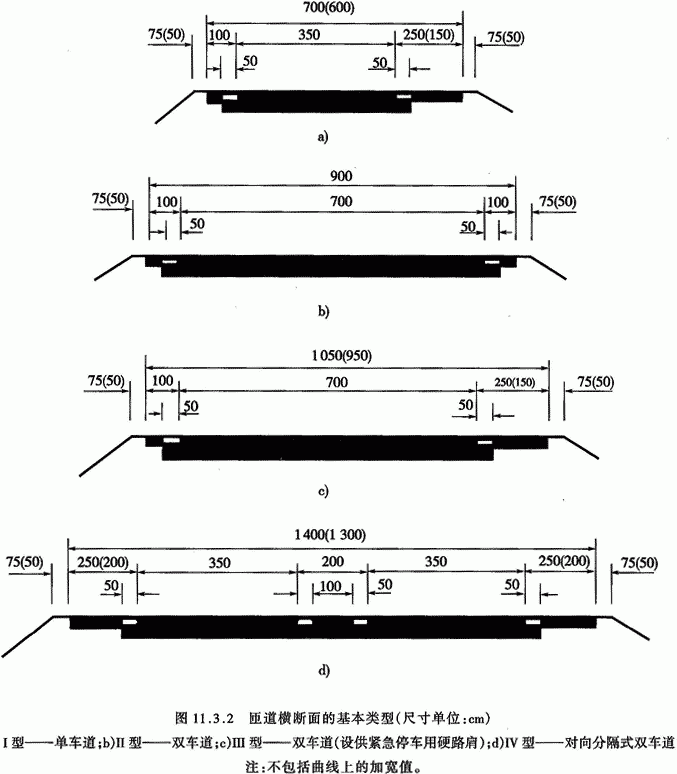 700(600)
75(50) 100 350 250(150) 75(50)
50 50
a)
900
75(50) 100 700 100 75(50)
50 50
b)
1 050(950)
75(50) 100 700 250(150) 75(50)
50 50
c)
1 400(1 300)
75(50) 250(200) 350 200 350 250(200) 75(50)
50 100 50 50
d)
图 11.3.2 匝道横断面的基本类型(尺寸单位:cm)
I 型——单车道;b)II 型——双车道;c)III 型——双车道(设供紧急停车用硬路肩);d)IV 型——对向分隔式双车道
注:不包括曲线上的加宽值。